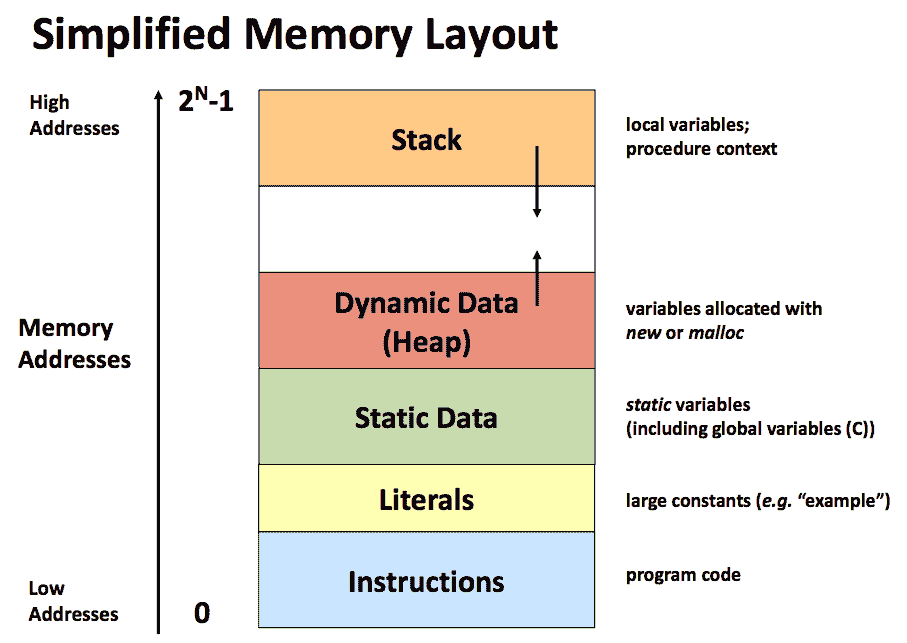 Simplified Memory Layout
High
Addresses
2ᴺ-1
Stack
local variables;
procedure context
Memory
Addresses
Dynamic Data
(Heap)
variables allocated with
new or malloc
Static Data
static variables
(including global variables (C))
Literals
large constants (e.g. “example”)
Instructions
program code
Low
Addresses
0